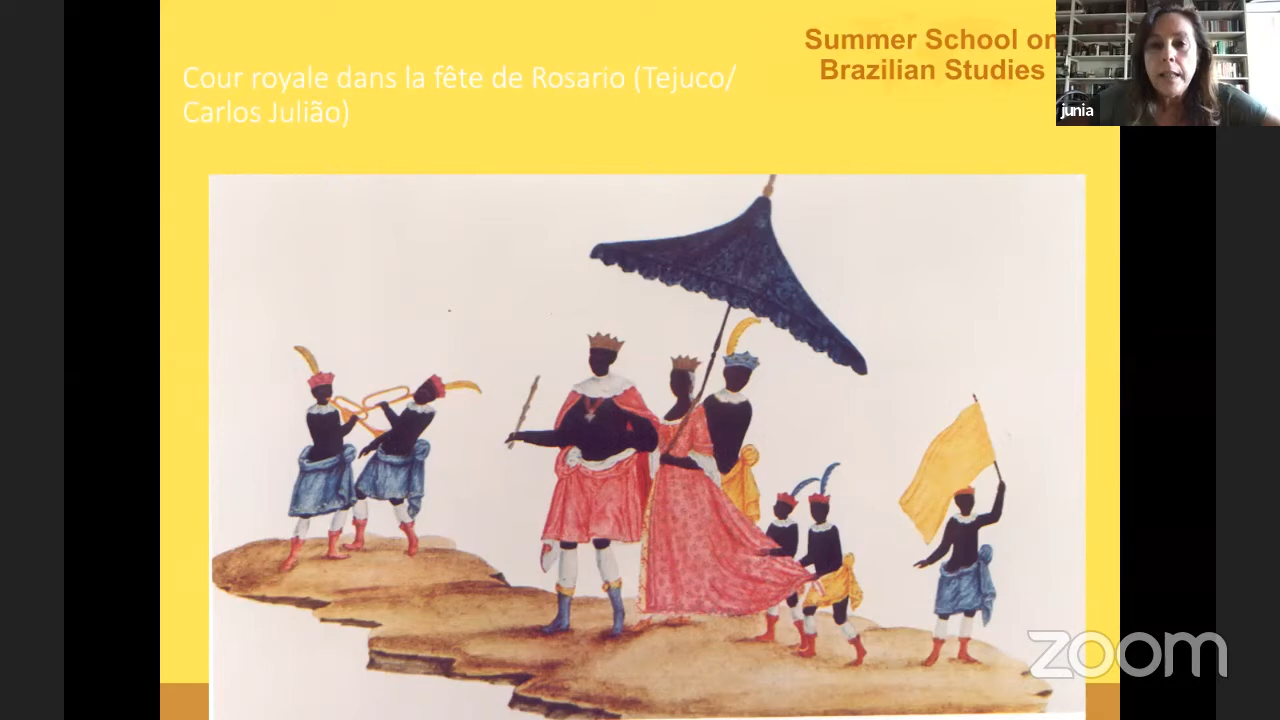 Summer School on
Brazilian Studies
Cour royale dans la fête de Rosario (Tejuco/
Carlos Julião)
junia
zoom